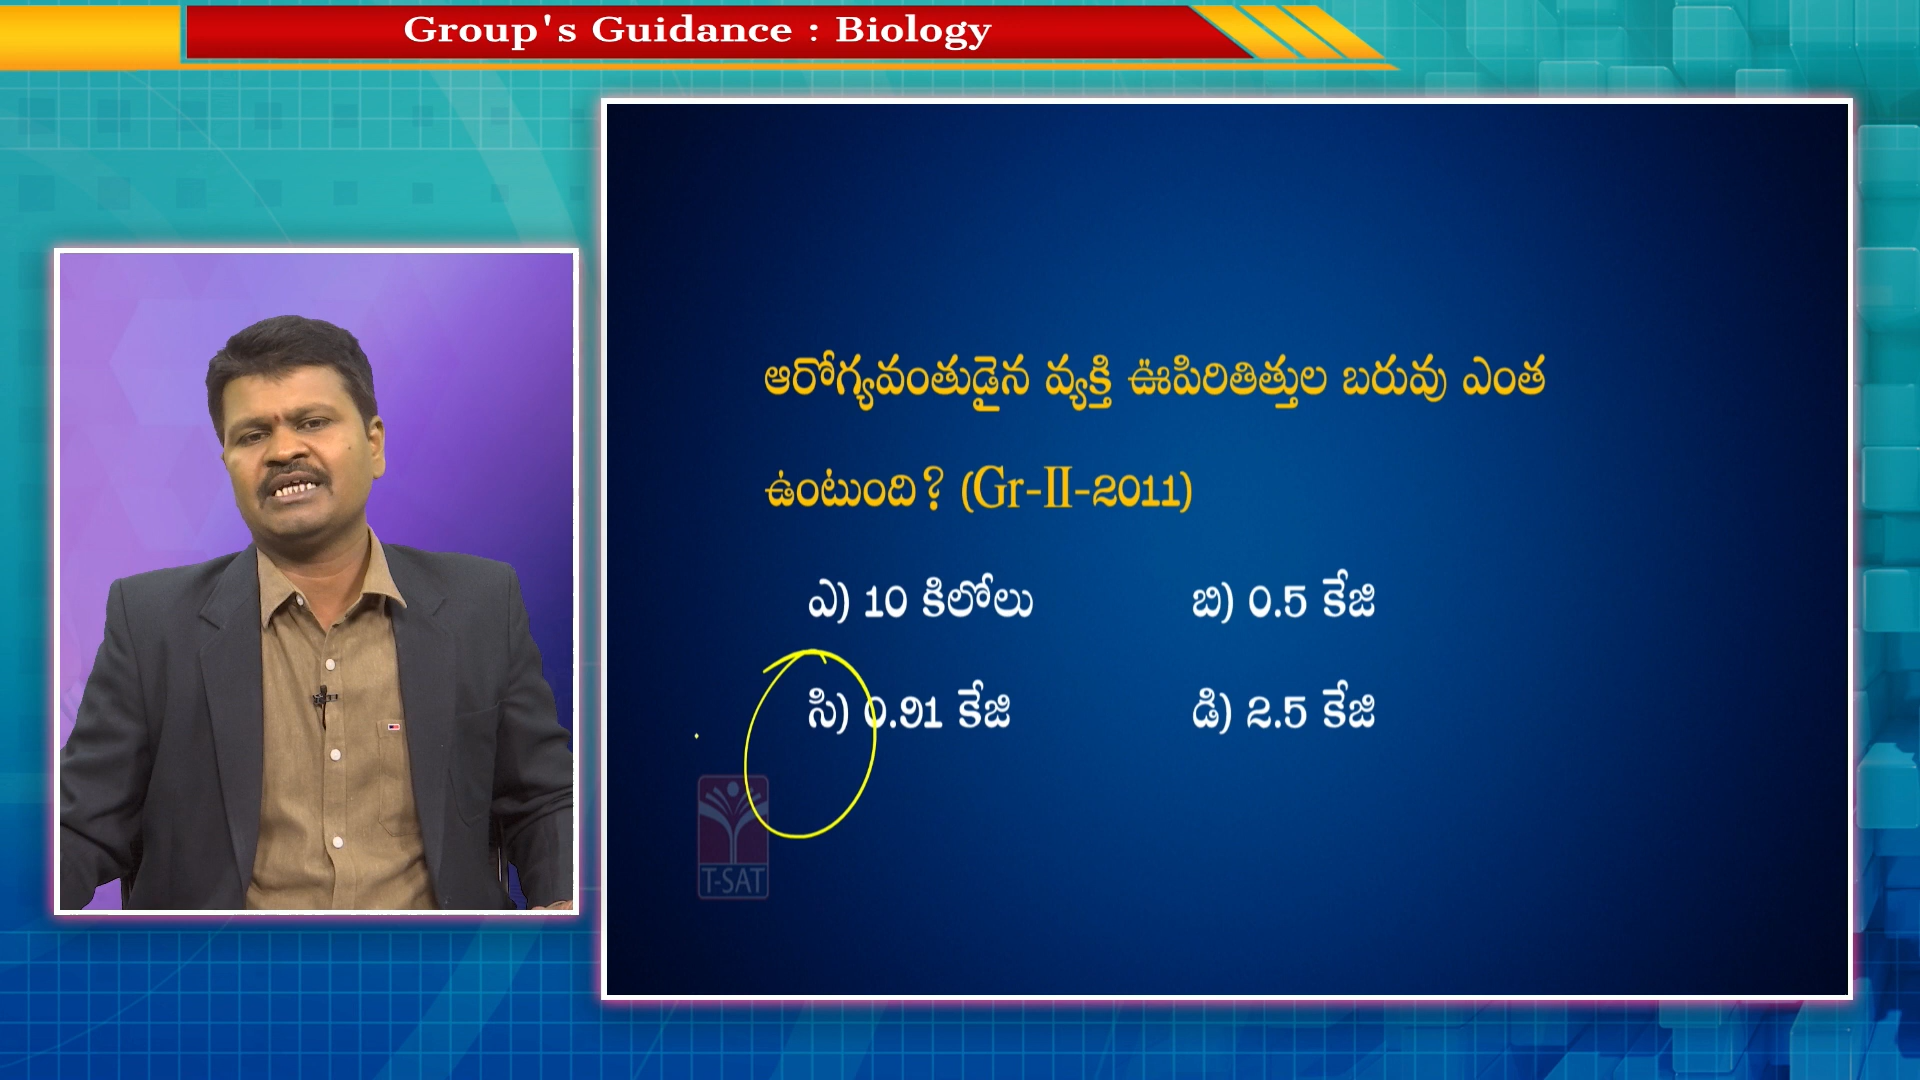 Group's Guidance : Biology
ఆరోగ్యవంతుడైన వ్యక్తి ఊపిరితిత్తుల బరువు ఎంత
ఉంటుంది? (Gr-II-2011)
ఎ) 10 కిలోలు బి) 0.5 కేజి
సి) 0.91 కేజి డి) 2.5 కేజి
T-SAT